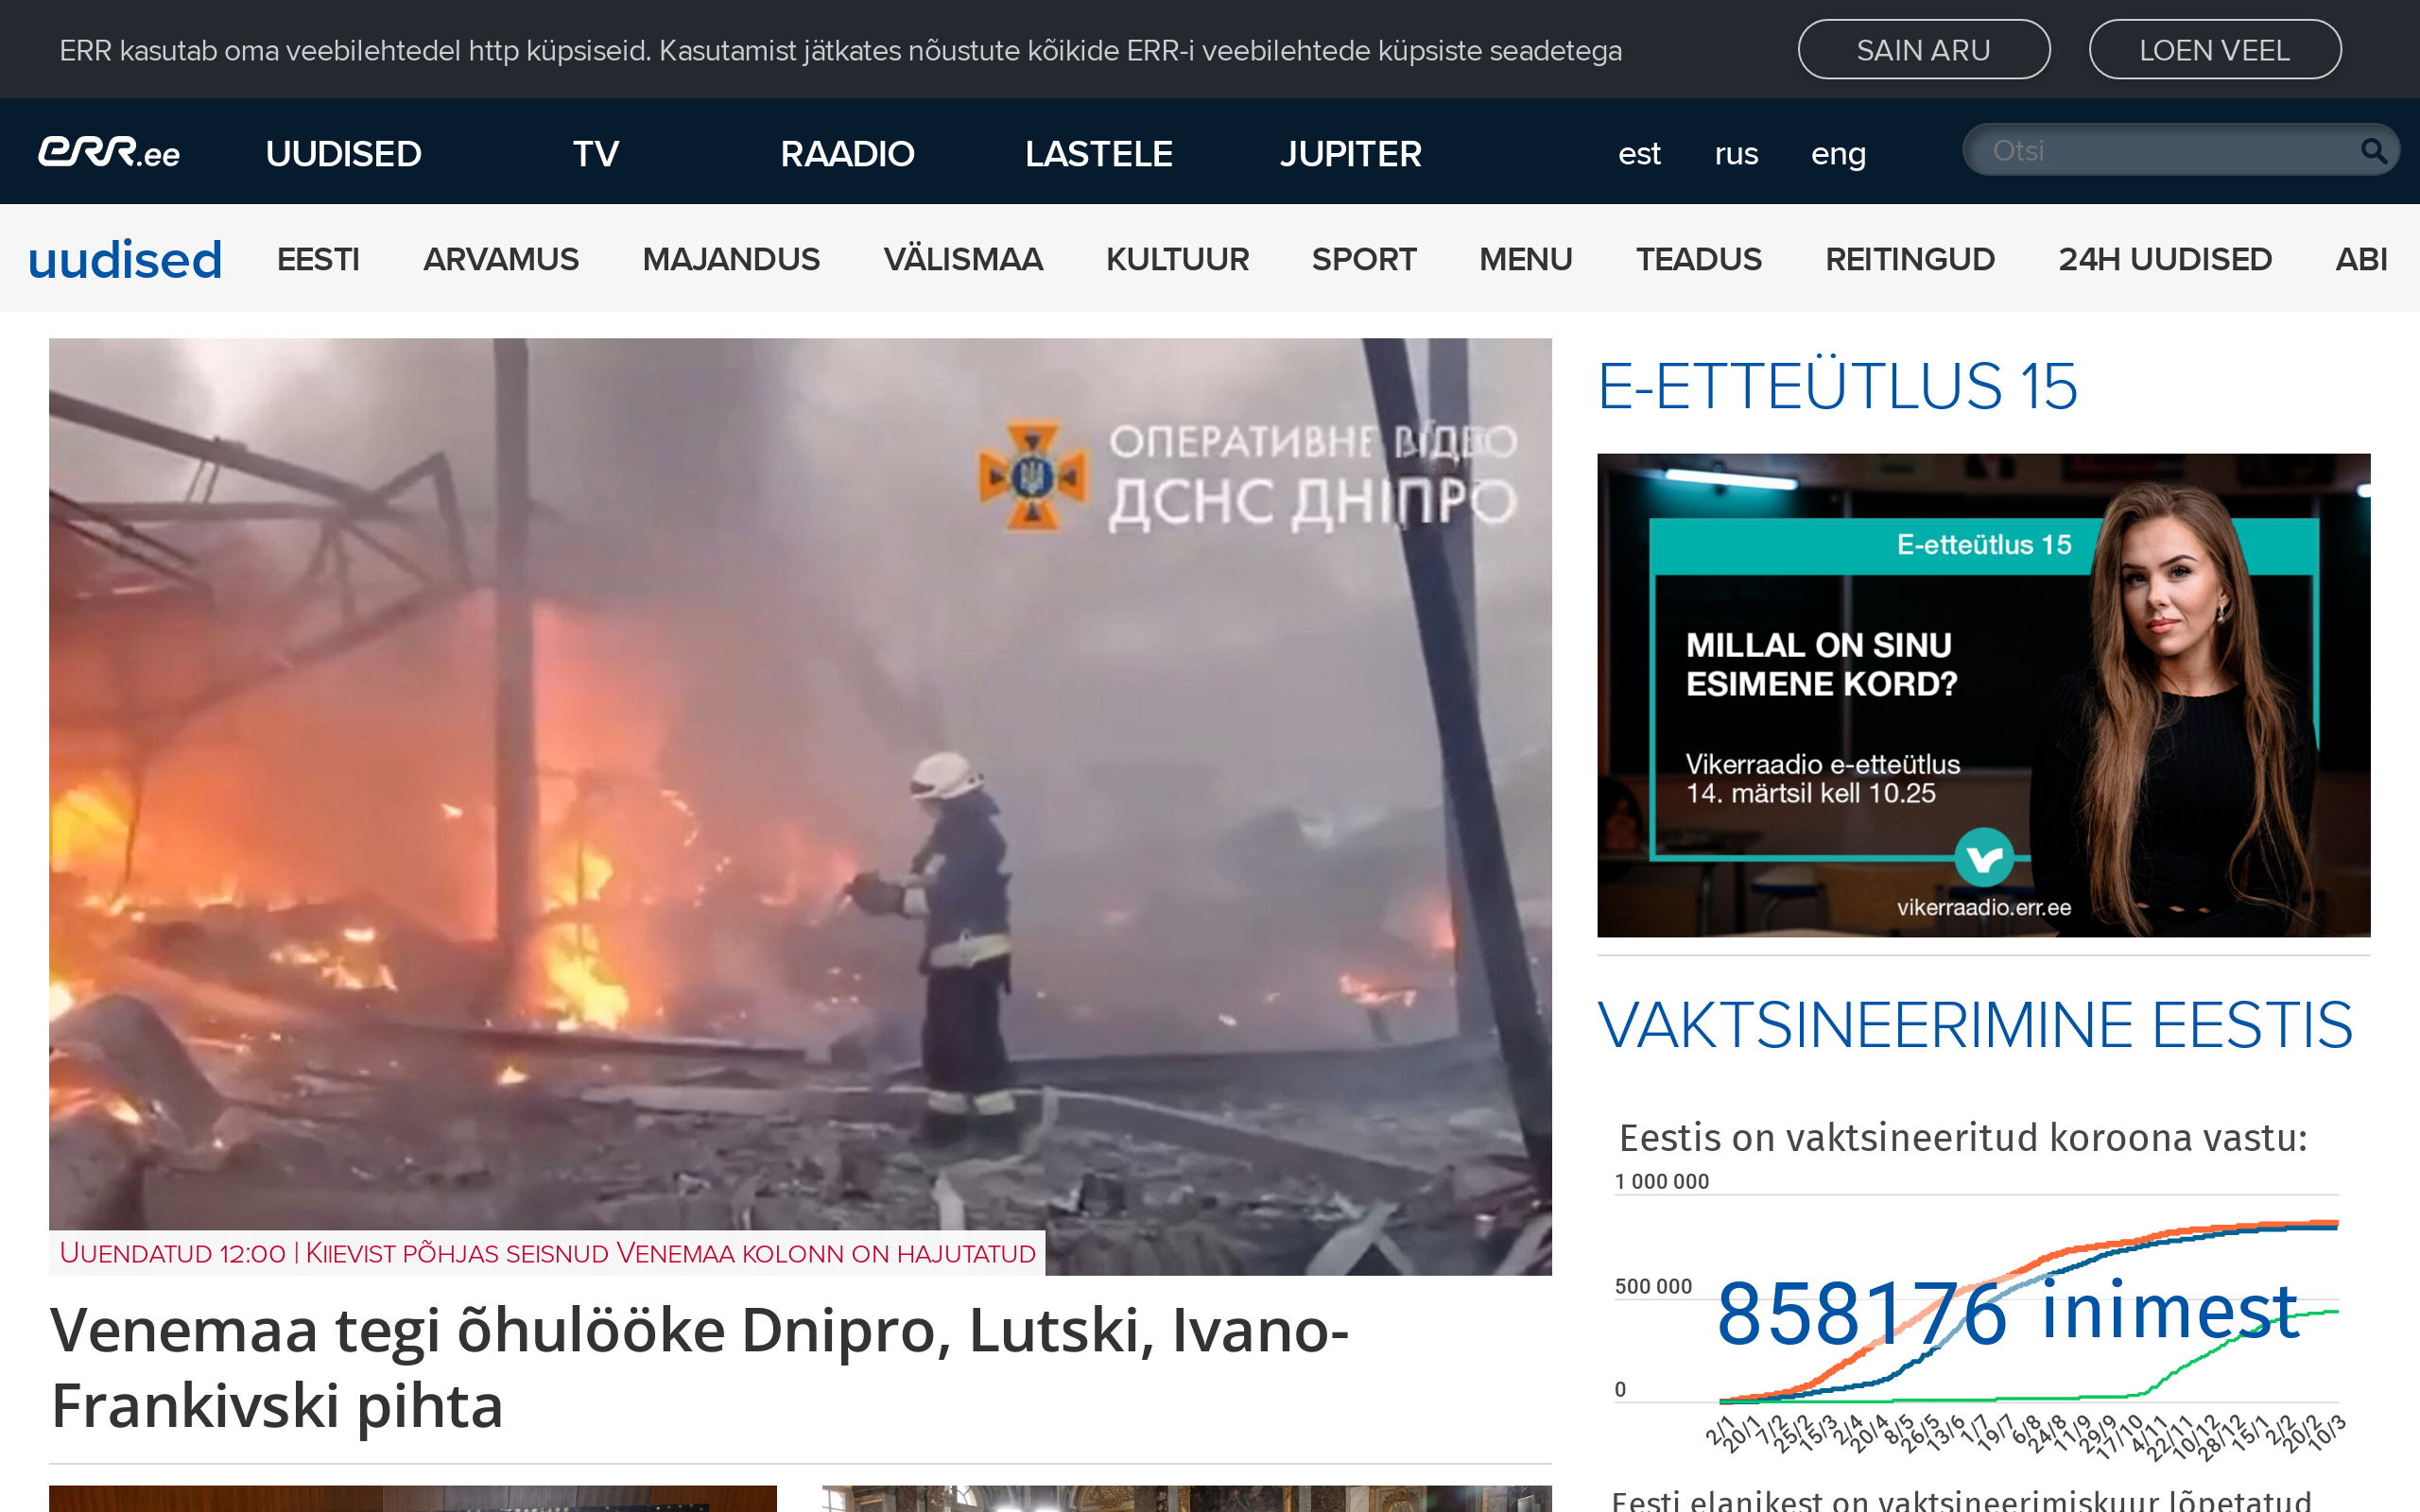 ERR kasutab oma veebilehtedel http küpsiseid. Kasutamist jätkates nõustute kõikide ERR-i veebilehtede küpsiste seadetega
SAIN ARU
LOEN VEEL
err.ee
UUDISED
TV
RAADIO
LASTELE
JUPITER
est
rus
eng
Otsi
uudised
EESTI
ARVAMUS
MAJANDUS
VÄLISMAA
KULTUUR
SPORT
MENU
TEADUS
REITINGUD
24H UUDISED
ABI
ОПЕРАТИВНЕ ВІДЕО
ДСНС ДНІПРО
Uuendatud 12:00 | Kiievist põhjas seisnud Venemaa kolonn on hajutatud
Venemaa tegi õhulööke Dnipro, Lutski, Ivano-
Frankivski pihta
E-ETTEÜTLUS 15
E-etteütlus 15
MILLAL ON SINU
ESIMENE KORD?
Vikerraadio e-etteütlus
14. märtsil kell 10.25
vikerraadio.err.ee
VAKTSINEERIMINE EESTIS
Eestis on vaktsineeritud koroona vastu:
1 000 000
500 000
858176 inimest
0
2/1
20/1
7/2
25/2
15/3
2/4
20/4
8/5
26/5
13/6
1/7
19/7
6/8
24/8
11/9
29/9
17/10
4/11
22/11
10/12
28/12
15/1
2/2
20/2
10/3
Eesti elanikest on vaktsineerimiskuur lõpetatud